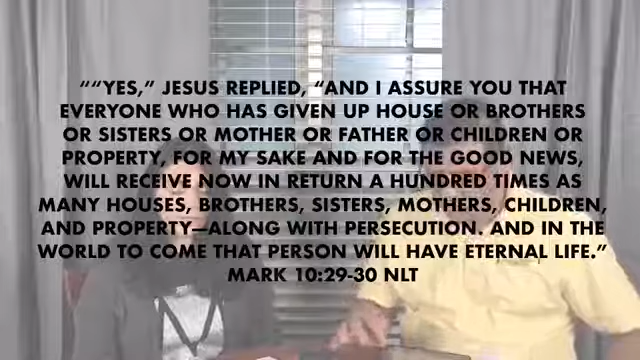 ““YES,” JESUS REPLIED, “AND I ASSURE YOU THAT
EVERYONE WHO HAS GIVEN UP HOUSE OR BROTHERS
OR SISTERS OR MOTHER OR FATHER OR CHILDREN OR
PROPERTY, FOR MY SAKE AND FOR THE GOOD NEWS,
WILL RECEIVE NOW IN RETURN A HUNDRED TIMES AS
MANY HOUSES, BROTHERS, SISTERS, MOTHERS, CHILDREN,
AND PROPERTY—ALONG WITH PERSECUTION. AND IN THE
WORLD TO COME THAT PERSON WILL HAVE ETERNAL LIFE.”
MARK 10:29-30 NLT